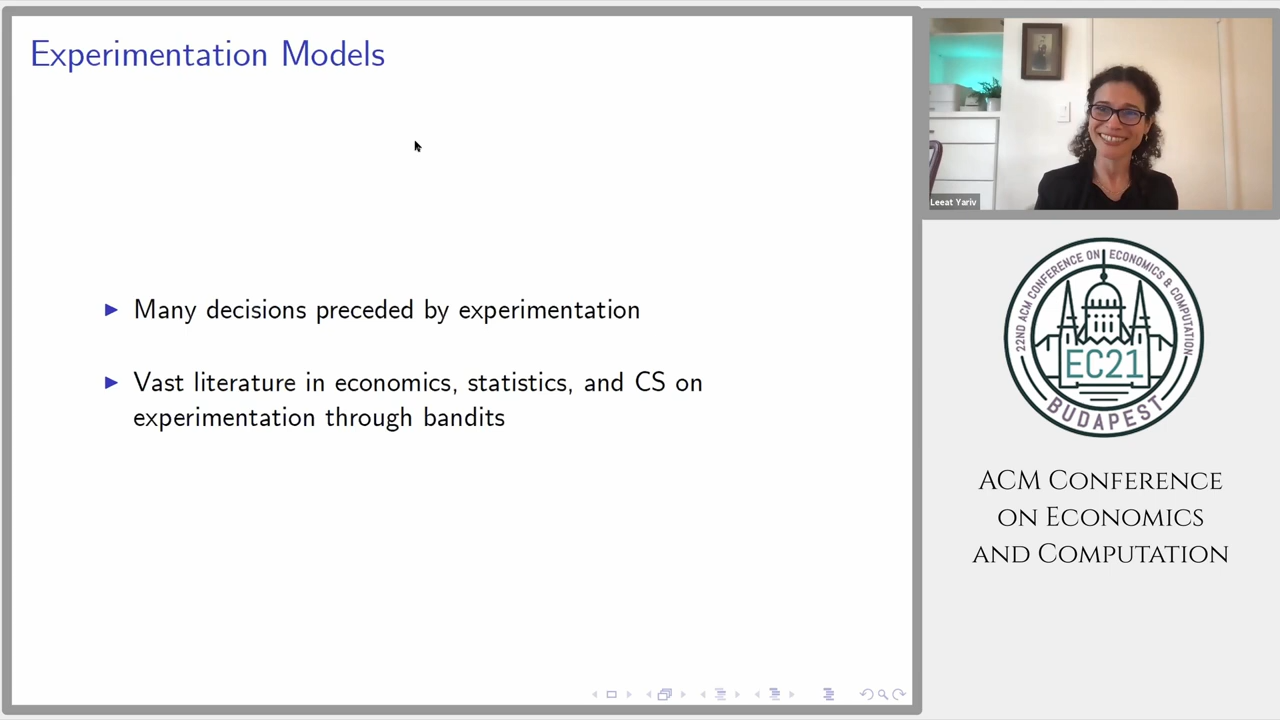 Experimentation Models
Many decisions preceded by experimentation
Vast literature in economics, statistics, and CS on
experimentation through bandits
Leeat Yariv
22ND ACM CONFERENCE ON ECONOMICS & COMPUTATION
EC21
BUDAPEST
ACM Conference
on Economics
and Computation